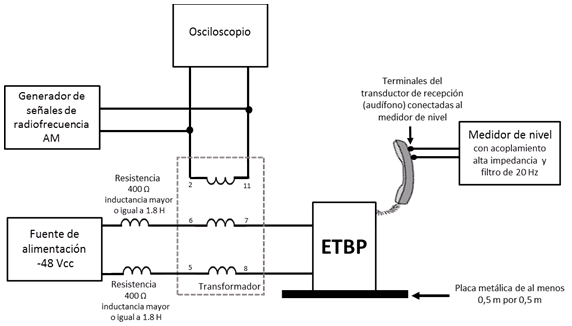 Osciloscopio
Generador de
señales de
radiofrecuencia
AM
Terminales del
transductor de recepción
(audífono) conectadas al
medidor de nivel
Medidor de nivel
con acoplamiento
alta impedancia y
filtro de 20 Hz
Resistencia
400 Ω
inductancia mayor
o igual a 1.8 H
2
11
6
7
Fuente de
alimentación
-48 Vcc
ETBP
5
8
Transformador
Resistencia
400 Ω
inductancia mayor
o igual a 1.8 H
Placa metálica de al menos
0,5 m por 0,5 m